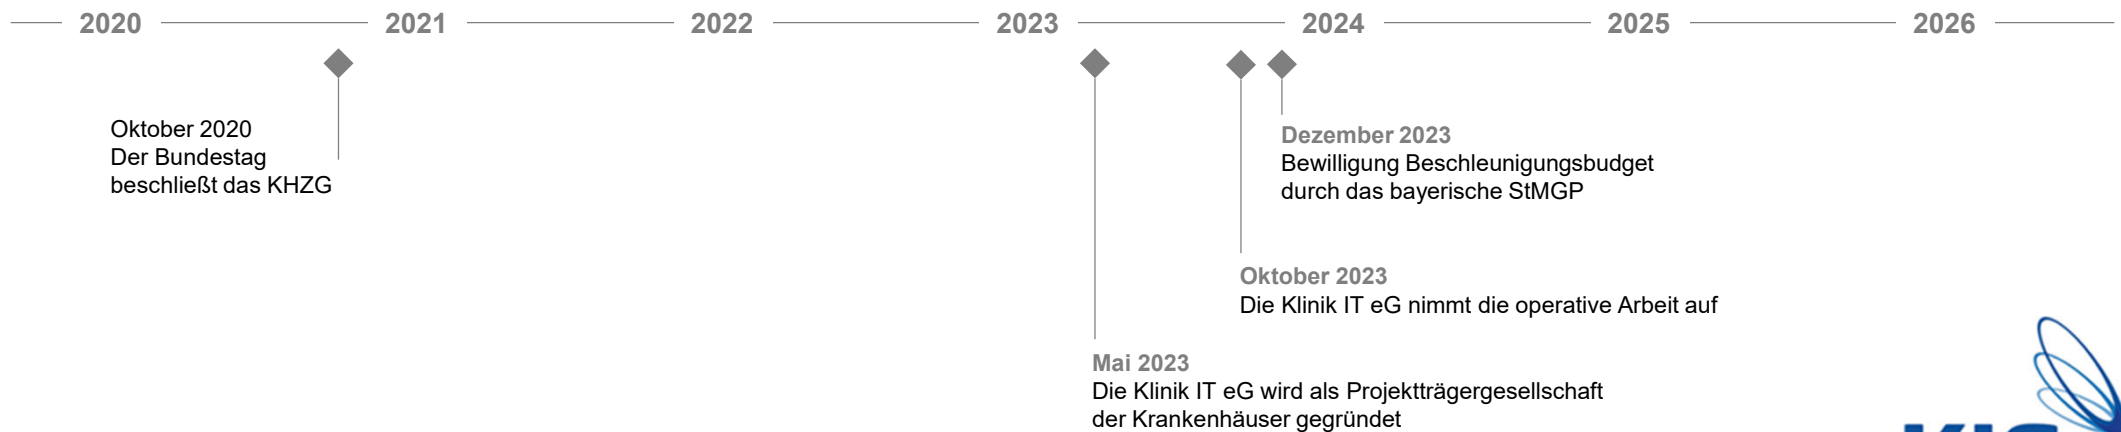 2020 2021 2022 2023 2024 2025 2026
Oktober 2020
Der Bundestag
beschließt das KHZG
Dezember 2023
Bewilligung Beschleunigungsbudget
durch das bayerische StMGP
Oktober 2023
Die Klinik IT eG nimmt die operative Arbeit auf
Mai 2023
Die Klinik IT eG wird als Projektträgergesellschaft
der Krankenhäuser gegründet